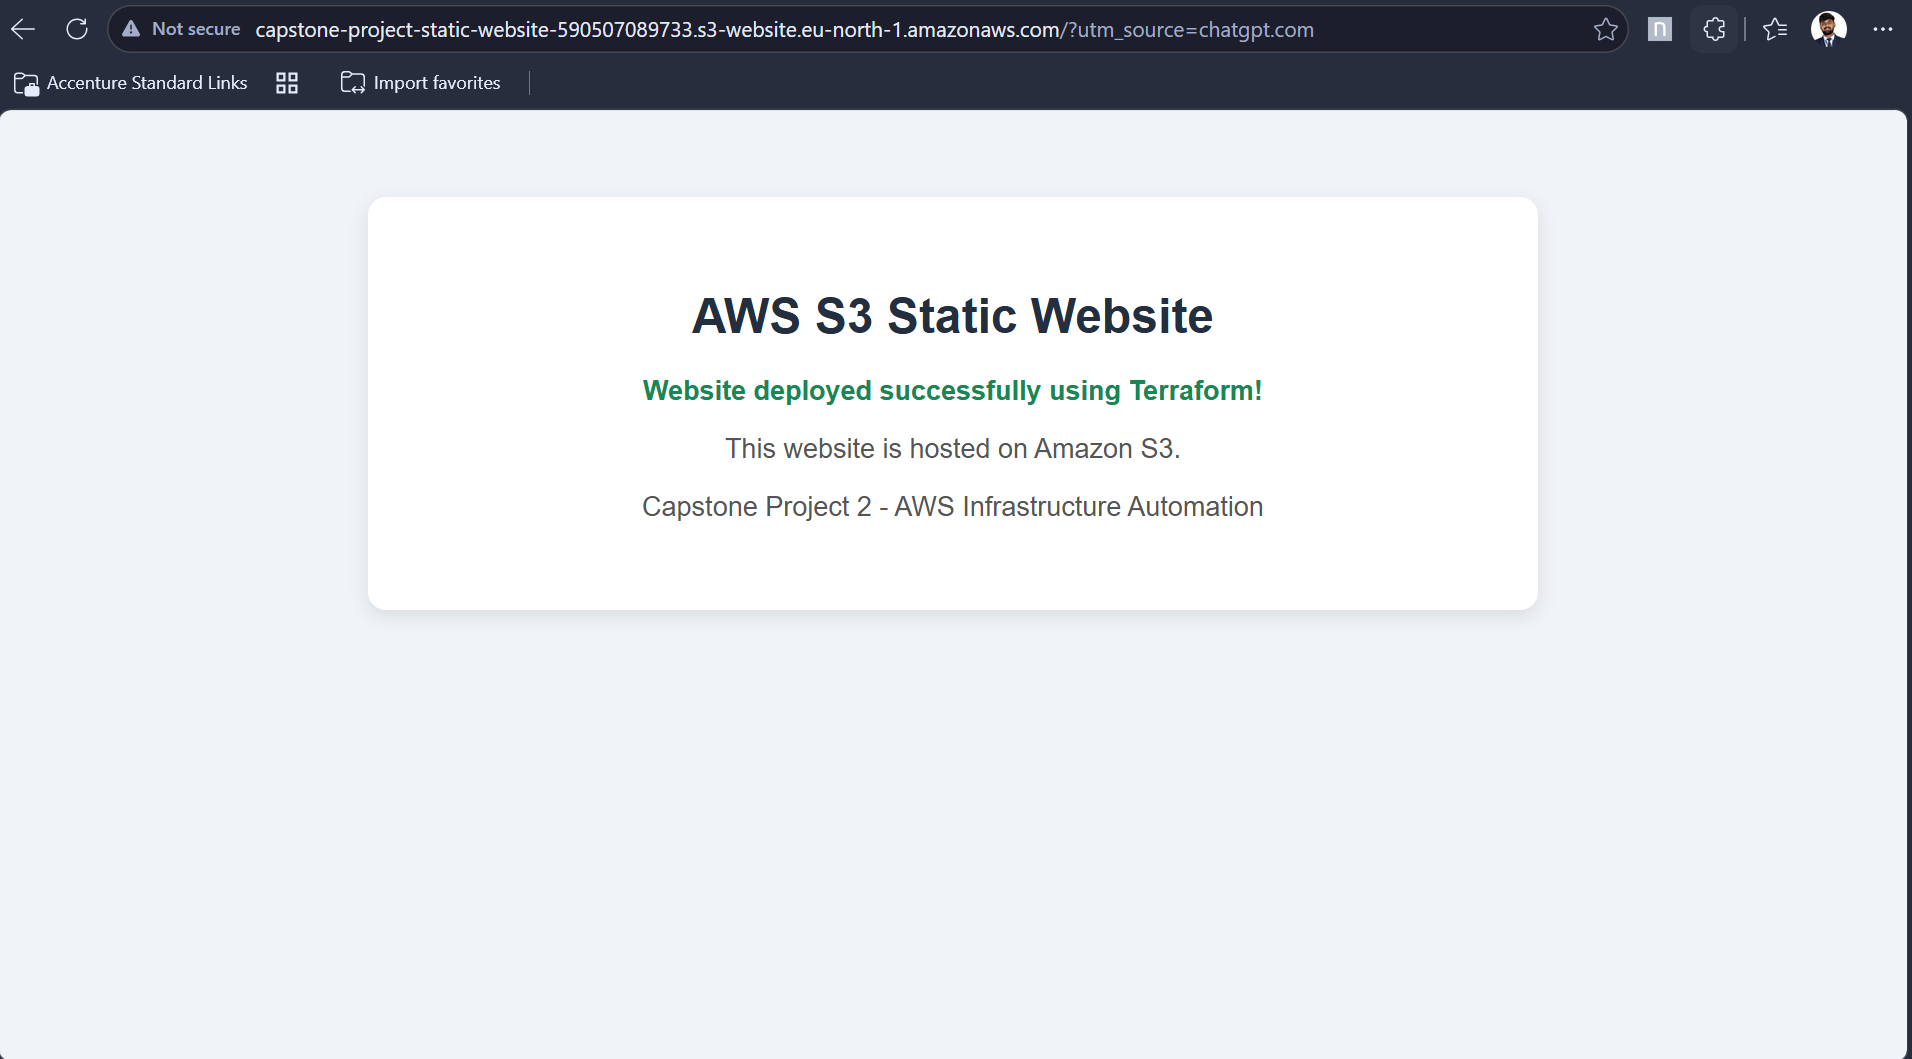 Not secure capstone-project-static-website-590507089733.s3-website.eu-north-1.amazonaws.com/?utm_source=chatgpt.com n
Accenture Standard Links Import favorites
AWS S3 Static Website
Website deployed successfully using Terraform!
This website is hosted on Amazon S3.
Capstone Project 2 - AWS Infrastructure Automation